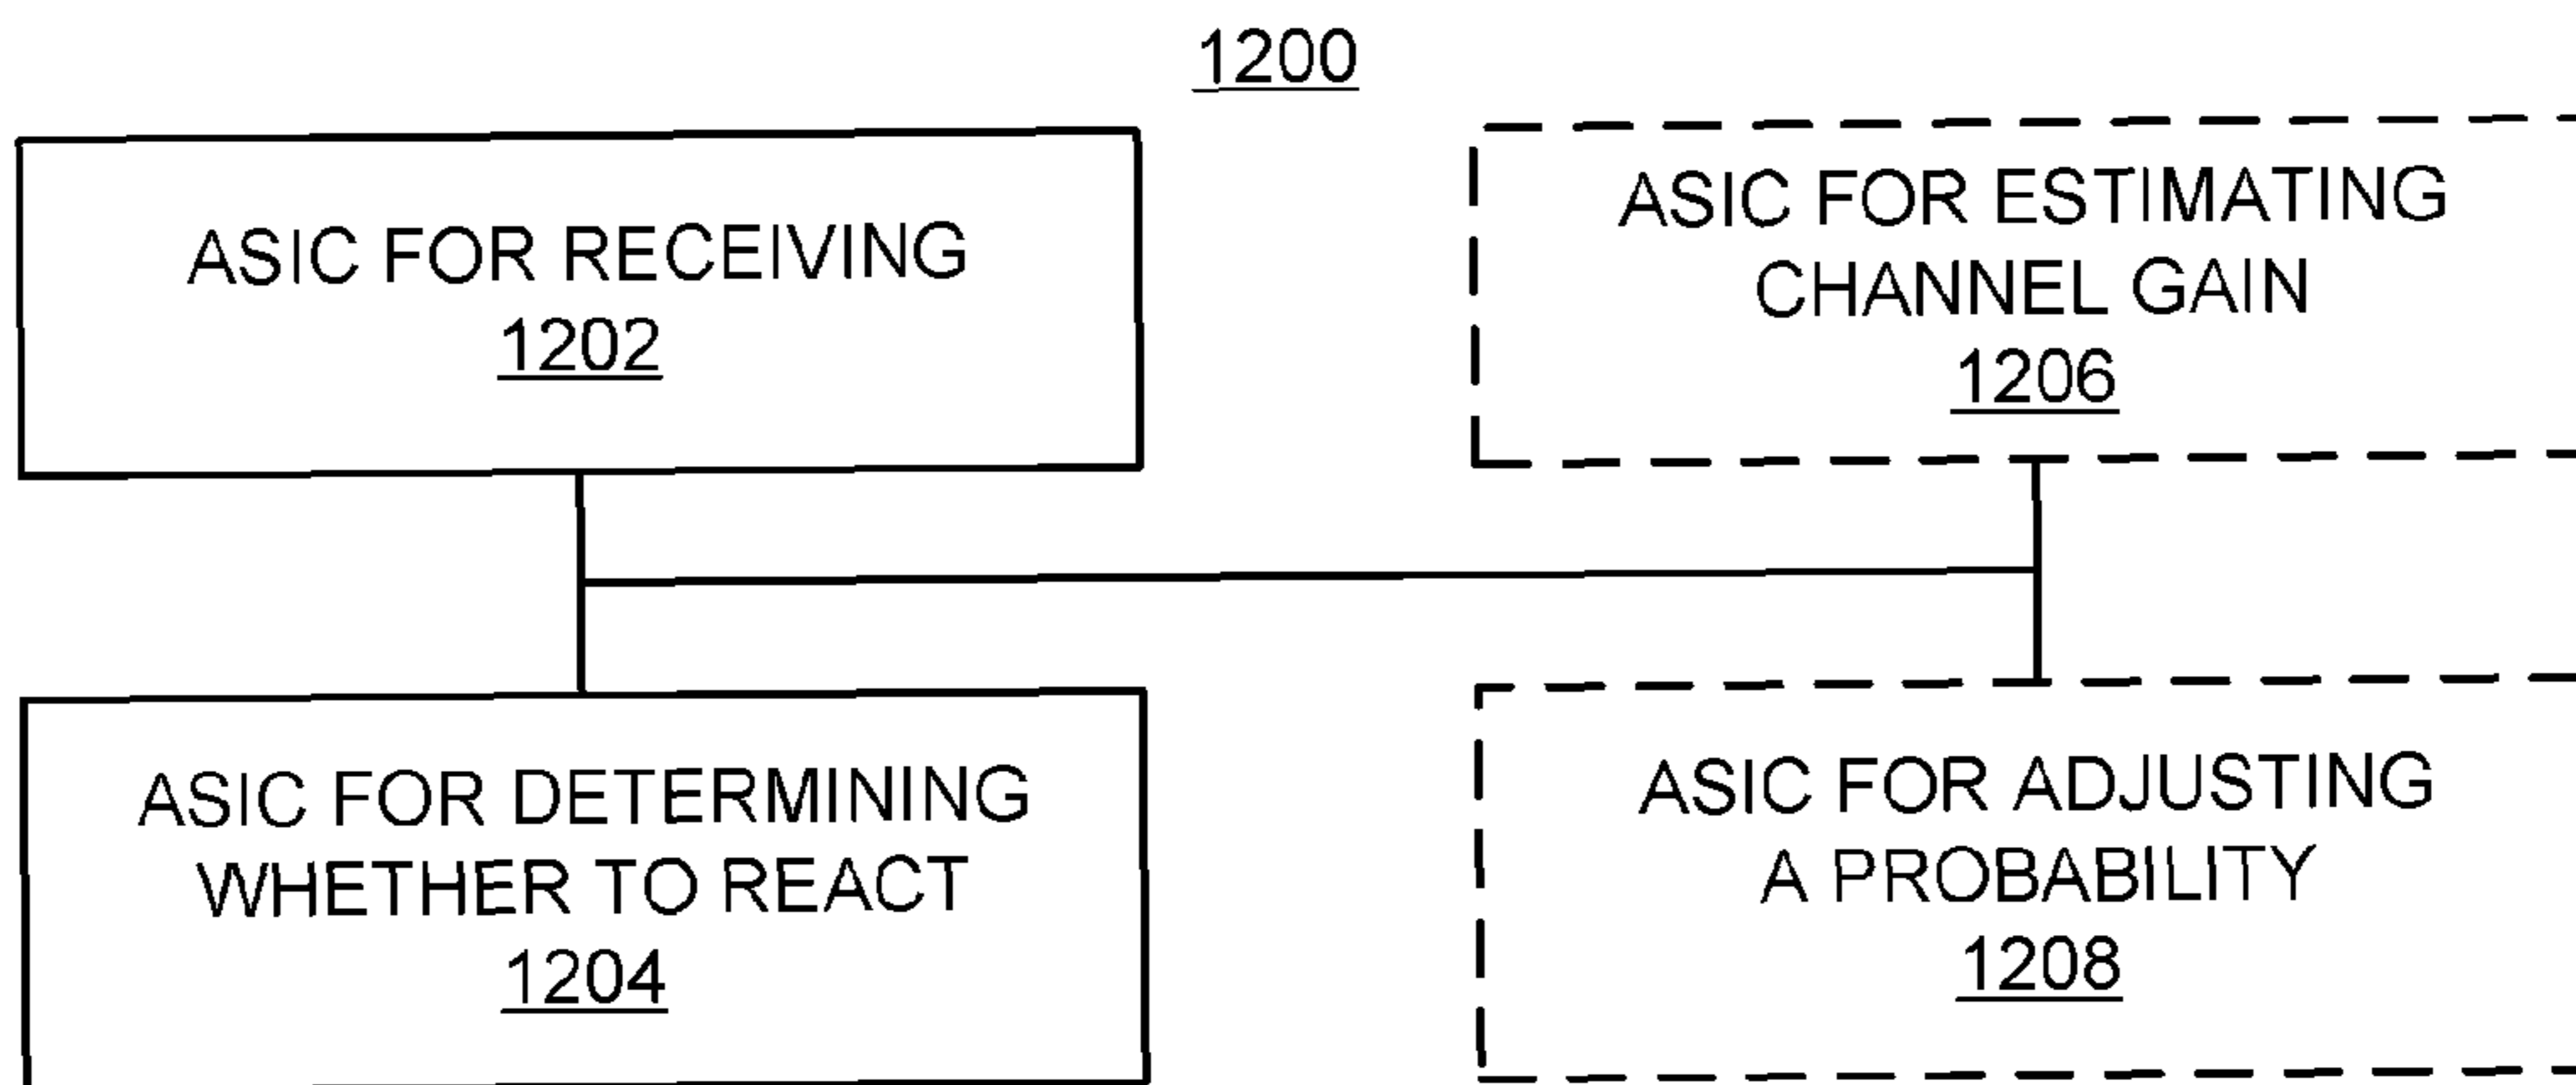 1200
ASIC FOR RECEIVING
1202
ASIC FOR ESTIMATING
CHANNEL GAIN
1206
ASIC FOR DETERMINING
WHETHER TO REACT
1204
ASIC FOR ADJUSTING
A PROBABILITY
1208